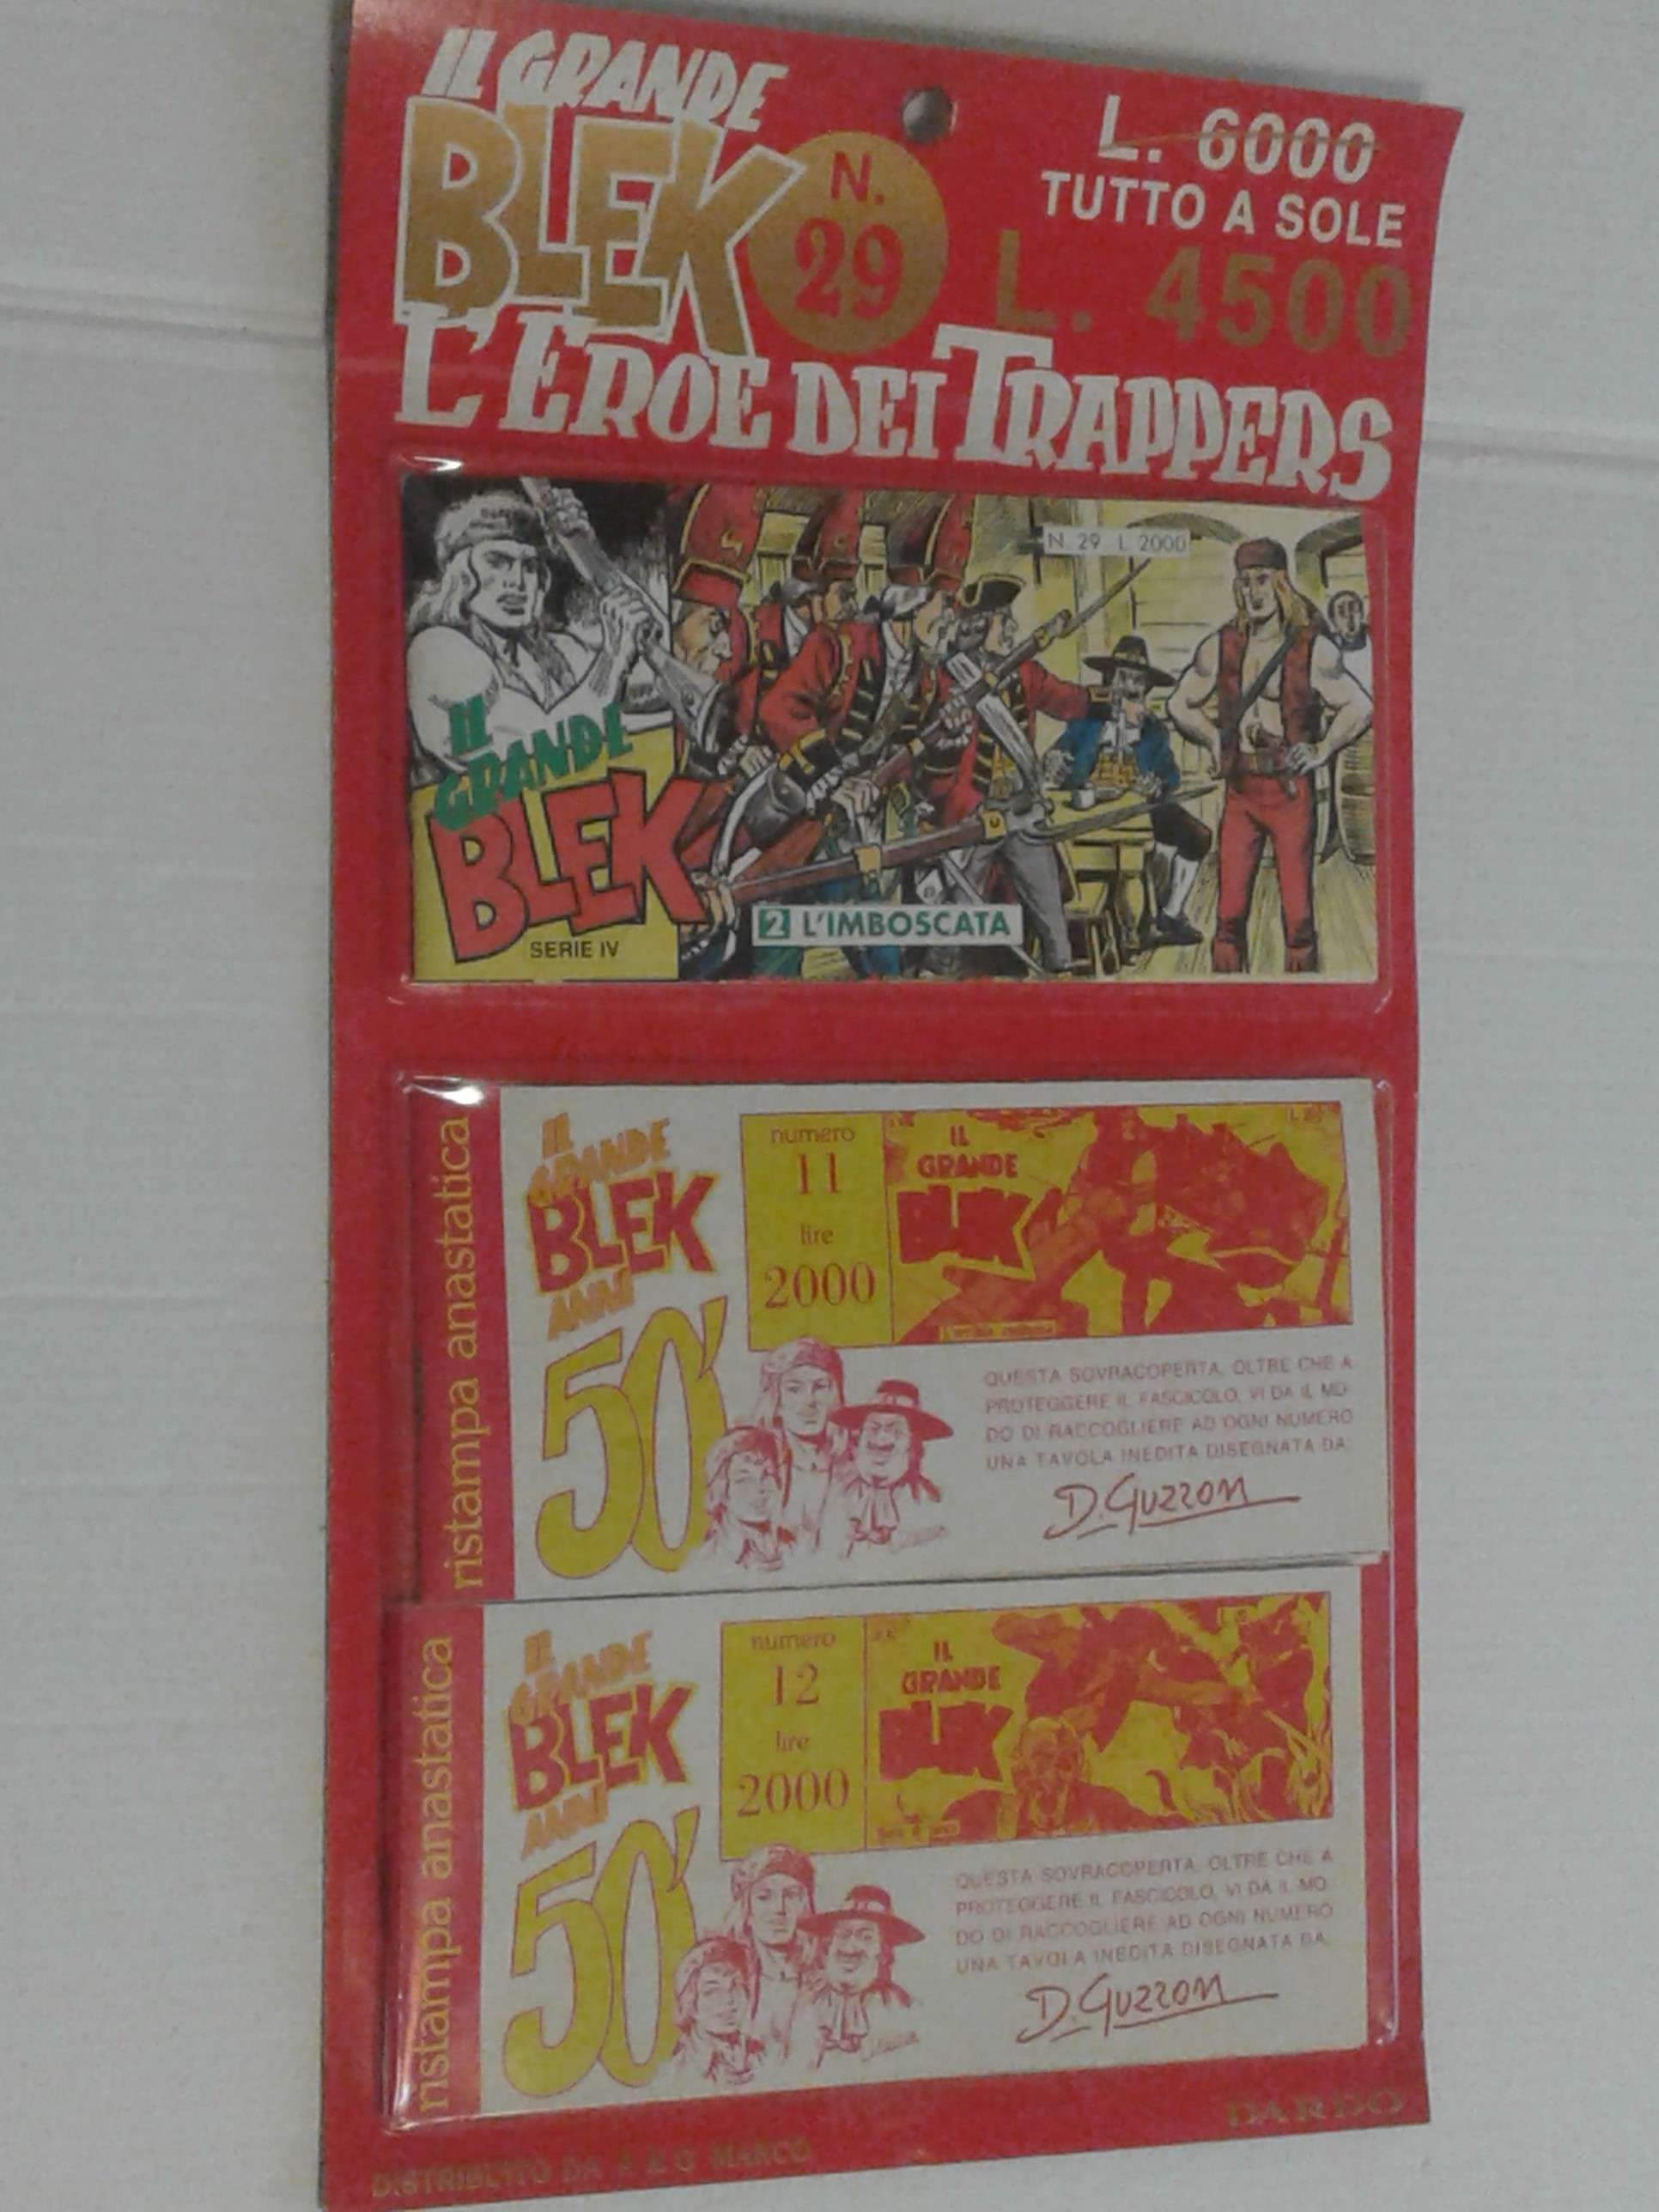 IL GRANDE
BLEK
N.
29
L. 6000
TUTTO A SOLE
L. 4500
L'EROE DEI TRAPPERS
N. 29 L. 2000
IL
GRANDE
BLEK
SERIE IV
2 L'IMBOSCATA
ristampa anastatica
IL
GRANDE
BLEK
ANNI
50'
numero
11
lire
2000
IL
GRANDE
BLEK
QUESTA SOVRACOPERTA, OLTRE CHE A
PROTEGGERE IL FASCICOLO, VI DA IL MO-
DO DI RACCOGLIERE AD OGNI NUMERO
UNA TAVOLA INEDITA DISEGNATA DA:
D. Guzzon
ristampa anastatica
IL
GRANDE
BLEK
ANNI
50'
numero
12
lire
2000
IL
GRANDE
BLEK
QUESTA SOVRACOPERTA, OLTRE CHE A
PROTEGGERE IL FASCICOLO, VI DA IL MO-
DO DI RACCOGLIERE AD OGNI NUMERO
UNA TAVOLA INEDITA DISEGNATA DA:
D. Guzzon
DARDO
DISTRIBUITO DA A & G MARCO